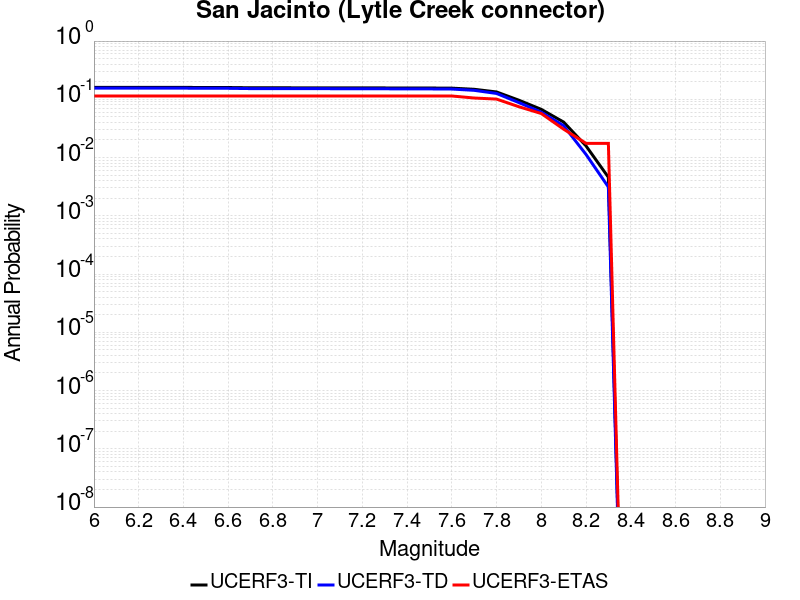 San Jacinto (Lytle Creek connector)
10^0
10^-1
10^-2
10^-3
10^-4
10^-5
10^-6
10^-7
10^-8
Annual Probability
6 6.2 6.4 6.6 6.8 7 7.2 7.4 7.6 7.8 8 8.2 8.4 8.6 8.8 9
Magnitude
UCERF3-TI UCERF3-TD UCERF3-ETAS